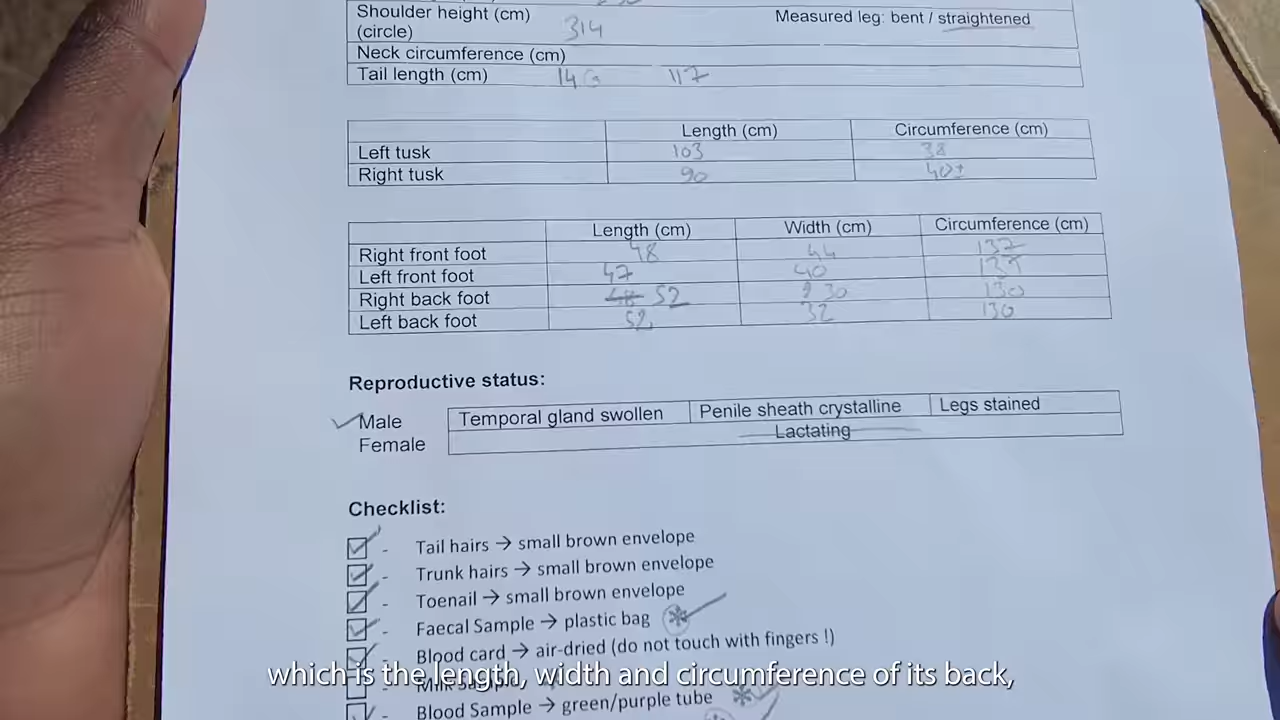 Shoulder height (cm) 314 Measured leg: bent / straightened
(circle)
Neck circumference (cm)
Tail length (cm) 117
Length (cm) Circumference (cm)
Left tusk 103 38
Right tusk 90 40±
Length (cm) Width (cm) Circumference (cm)
Right front foot 48 44 137
Left front foot 47 40
Right back foot 52 30 130
Left back foot 52 32 130
Reproductive status:
Male Temporal gland swollen Penile sheath crystalline Legs stained
Female Lactating
Checklist:
- Tail hairs → small brown envelope
- Trunk hairs → small brown envelope
- Toenail → small brown envelope
- Faecal Sample → plastic bag *
- Blood card → air-dried (do not touch with fingers !)
- Milk Sample
which is the length, width and circumference of its back,
- Blood Sample → green/purple tube *